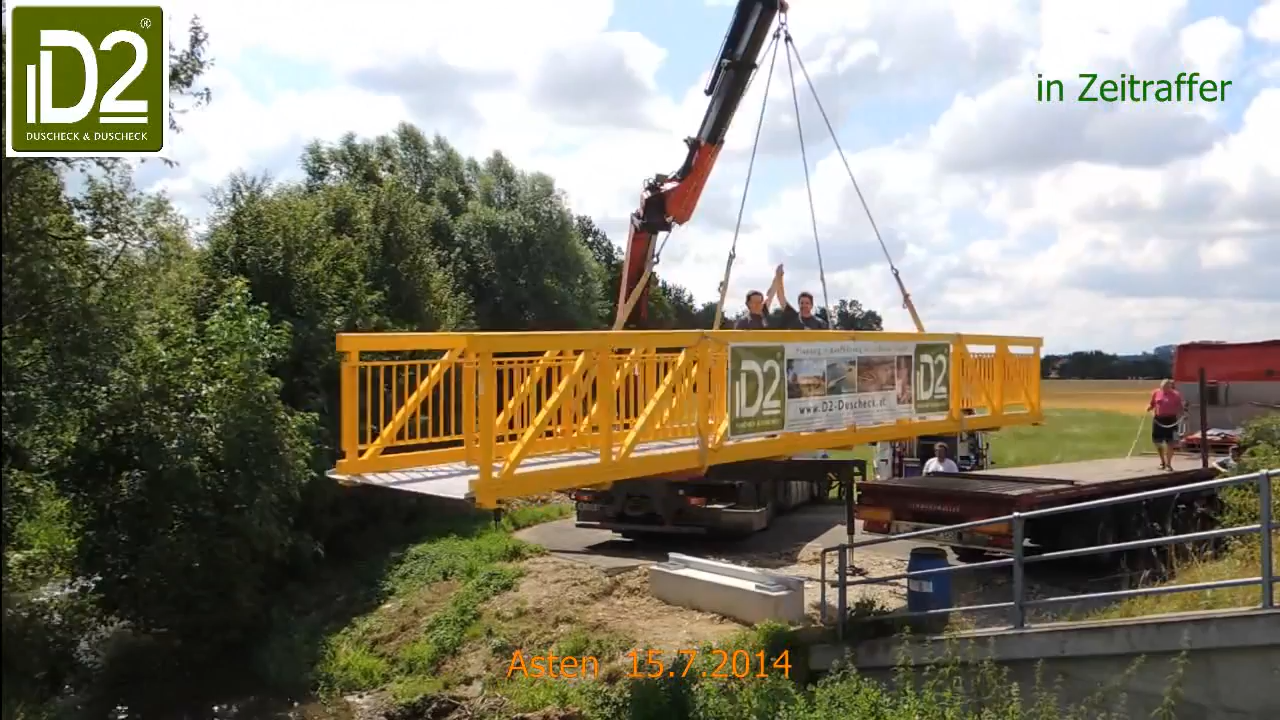 D2®
DUSCHECK & DUSCHECK
in Zeitraffer
D2
www.D2-Duscheck.at
D2
Asten 15.7.2014